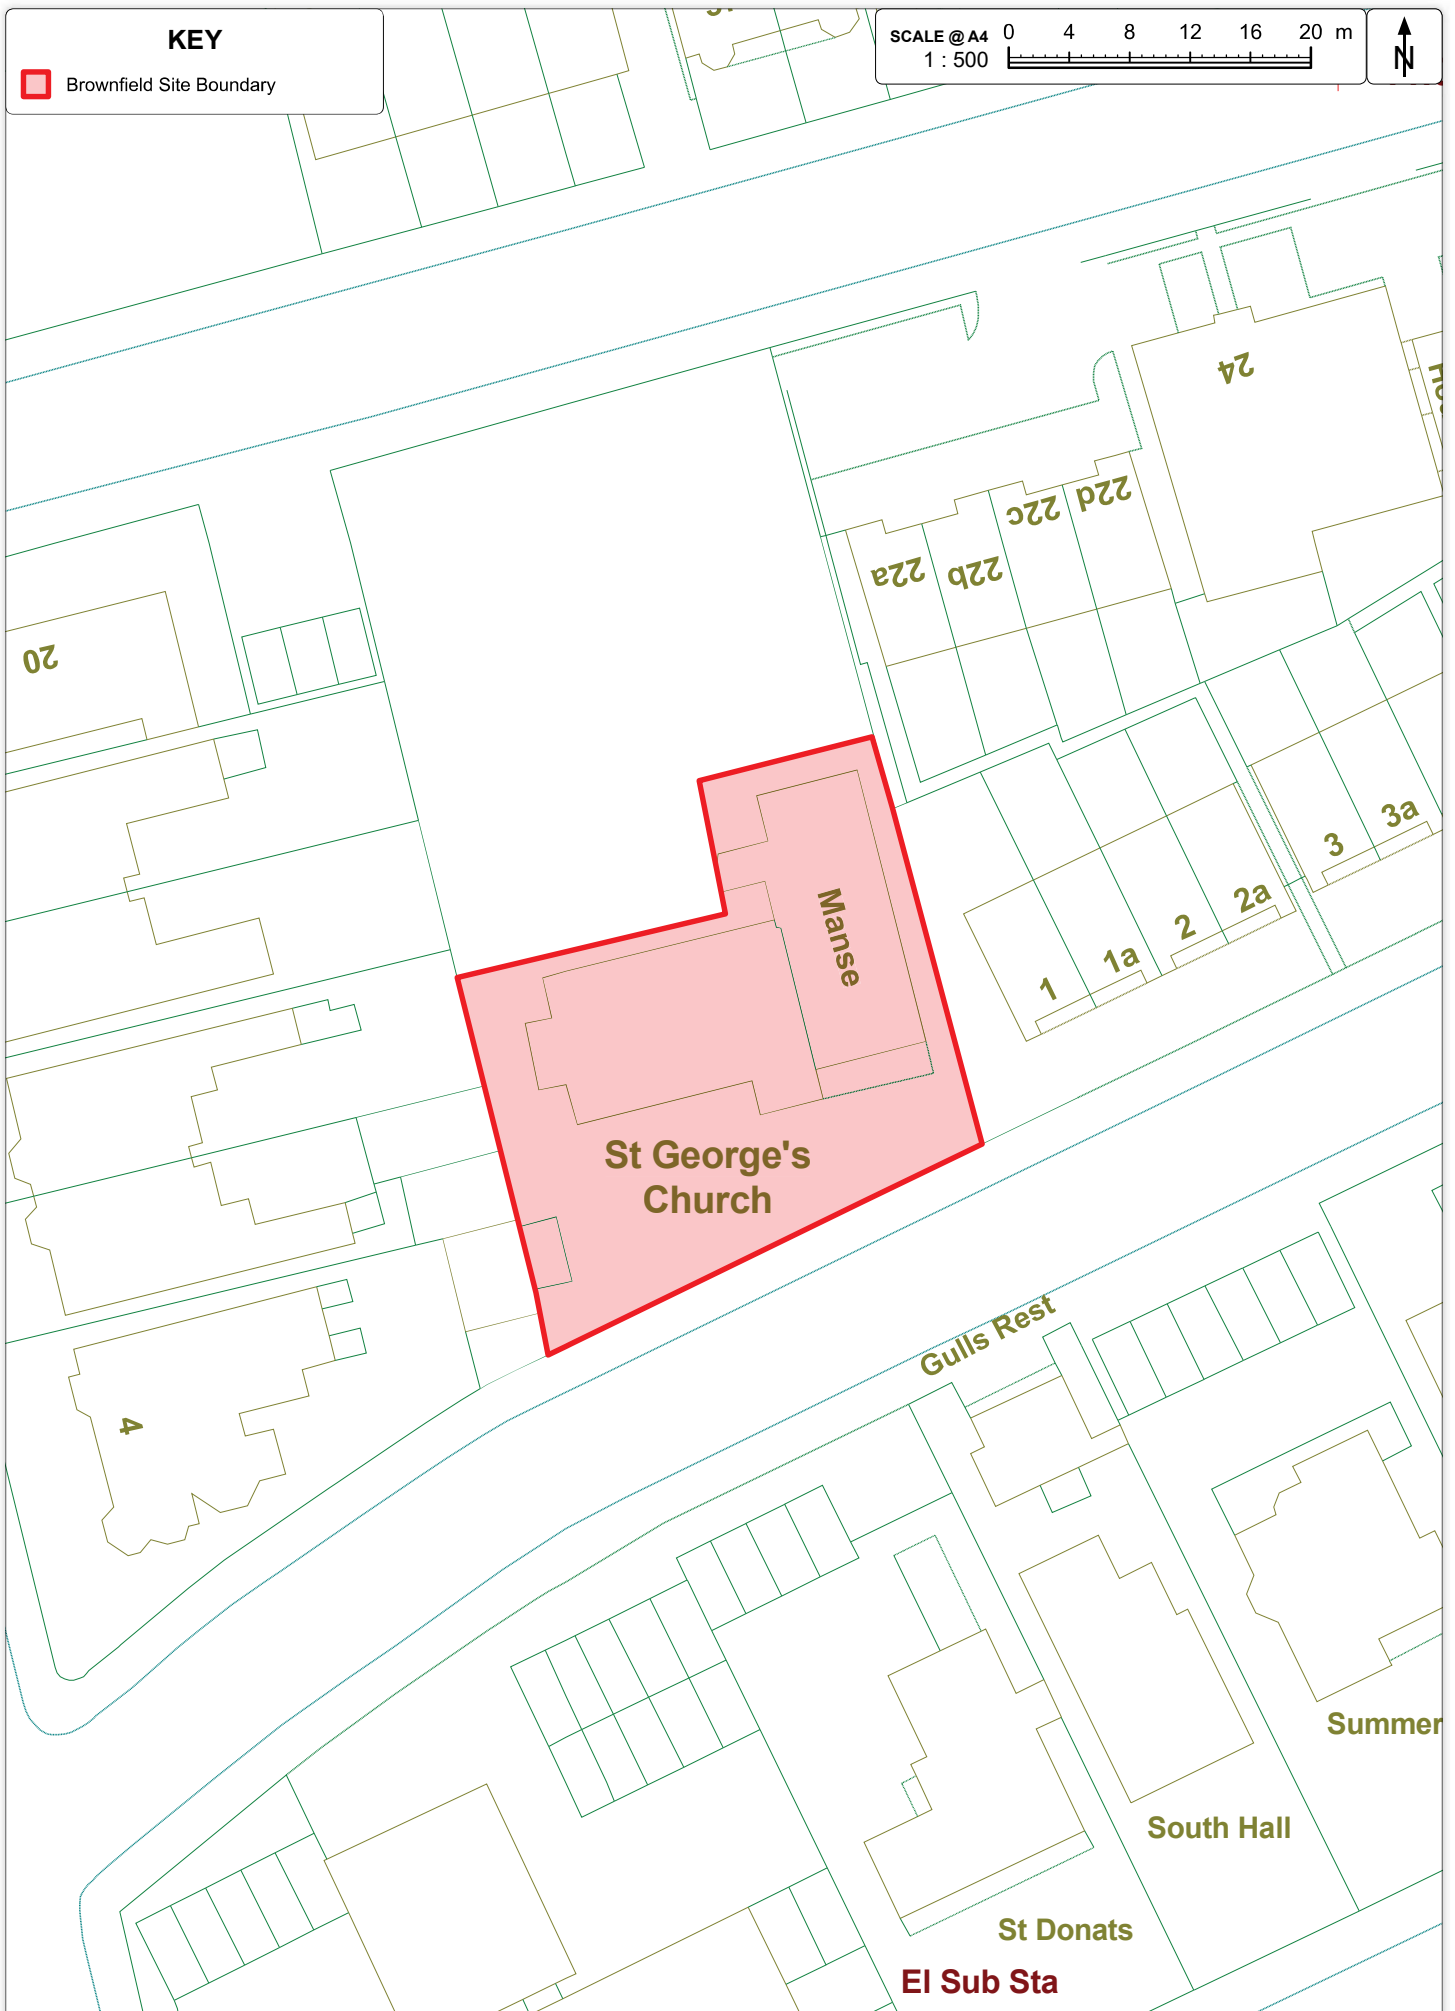 KEY
Brownfield Site Boundary
SCALE @ A4
1 : 500
0 4 8 12 16 20 m
N
24
22d
22c
22b
22a
20
3a
3
2a
2
1a
1
Manse
St George's
Church
Gulls Rest
4
Summer
South Hall
St Donats
El Sub Sta